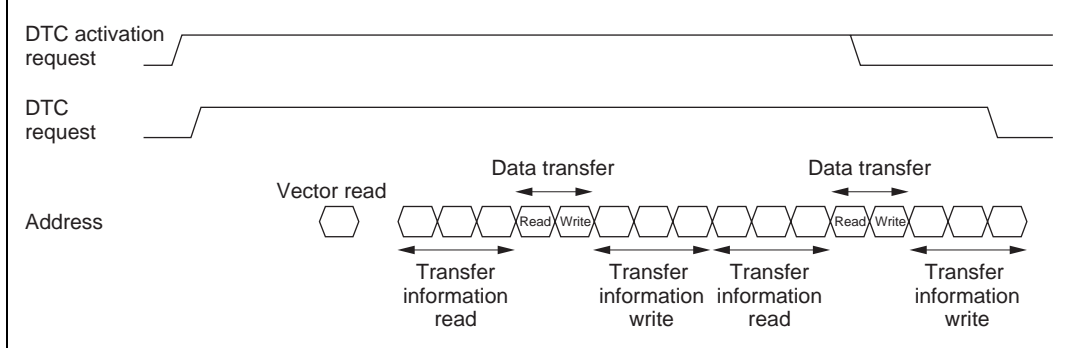 DTC activation
request
DTC
request
Data transfer
Data transfer
Vector read
Address
Read
Write
Read
Write
Transfer
information
read
Transfer
information
write
Transfer
information
read
Transfer
information
write